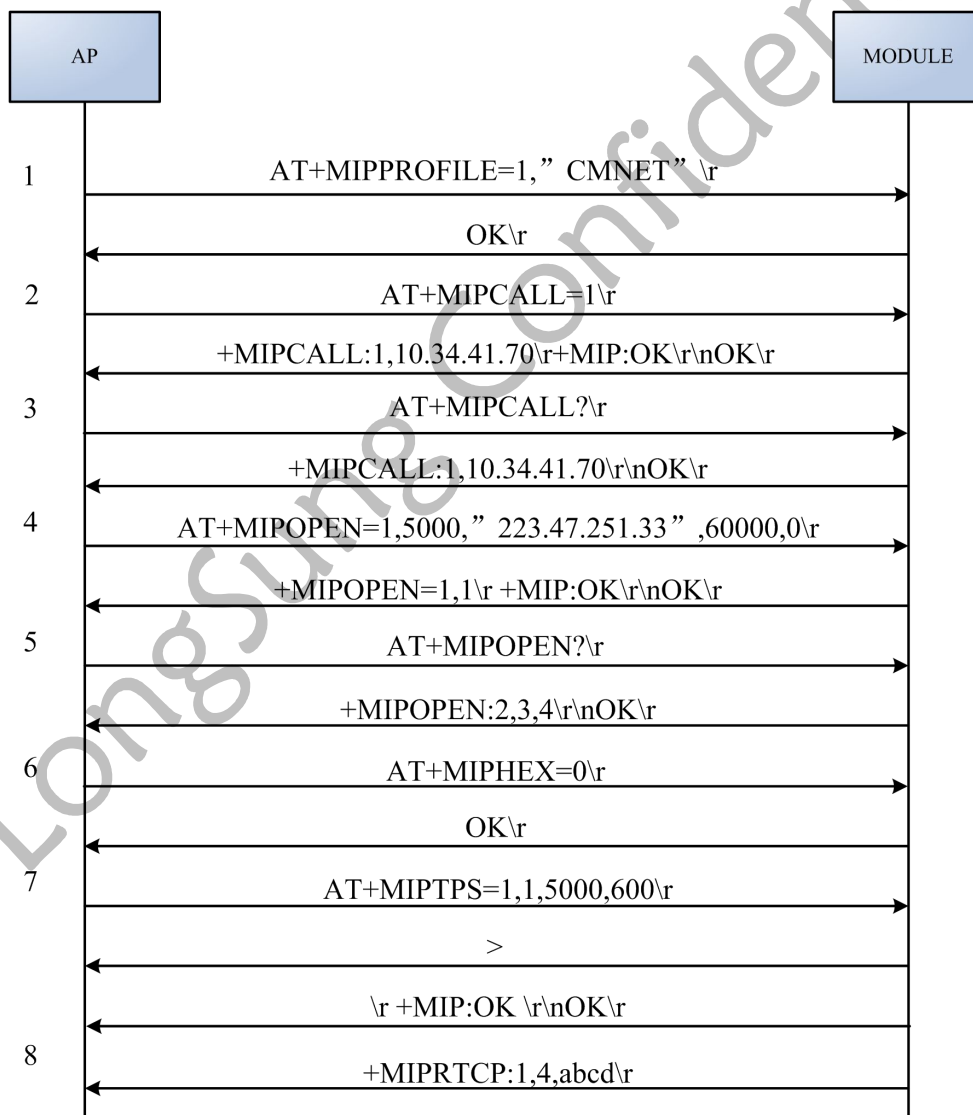 AP
MODULE
1
AT+MIPPROFILE=1,” CMNET” \r
OK\r
2
AT+MIPCALL=1\r
+MIPCALL:1,10.34.41.70\r+MIP:OK\r\nOK\r
3
AT+MIPCALL?\r
+MIPCALL:1,10.34.41.70\r\nOK\r
4
AT+MIPOPEN=1,5000,” 223.47.251.33” ,60000,0\r
+MIPOPEN=1,1\r +MIP:OK\r\nOK\r
5
AT+MIPOPEN?\r
+MIPOPEN:2,3,4\r\nOK\r
6
AT+MIPHEX=0\r
OK\r
7
AT+MIPTPS=1,1,5000,600\r
>
\r +MIP:OK \r\nOK\r
8
+MIPRTCP:1,4,abcd\r
LongSung Confiden